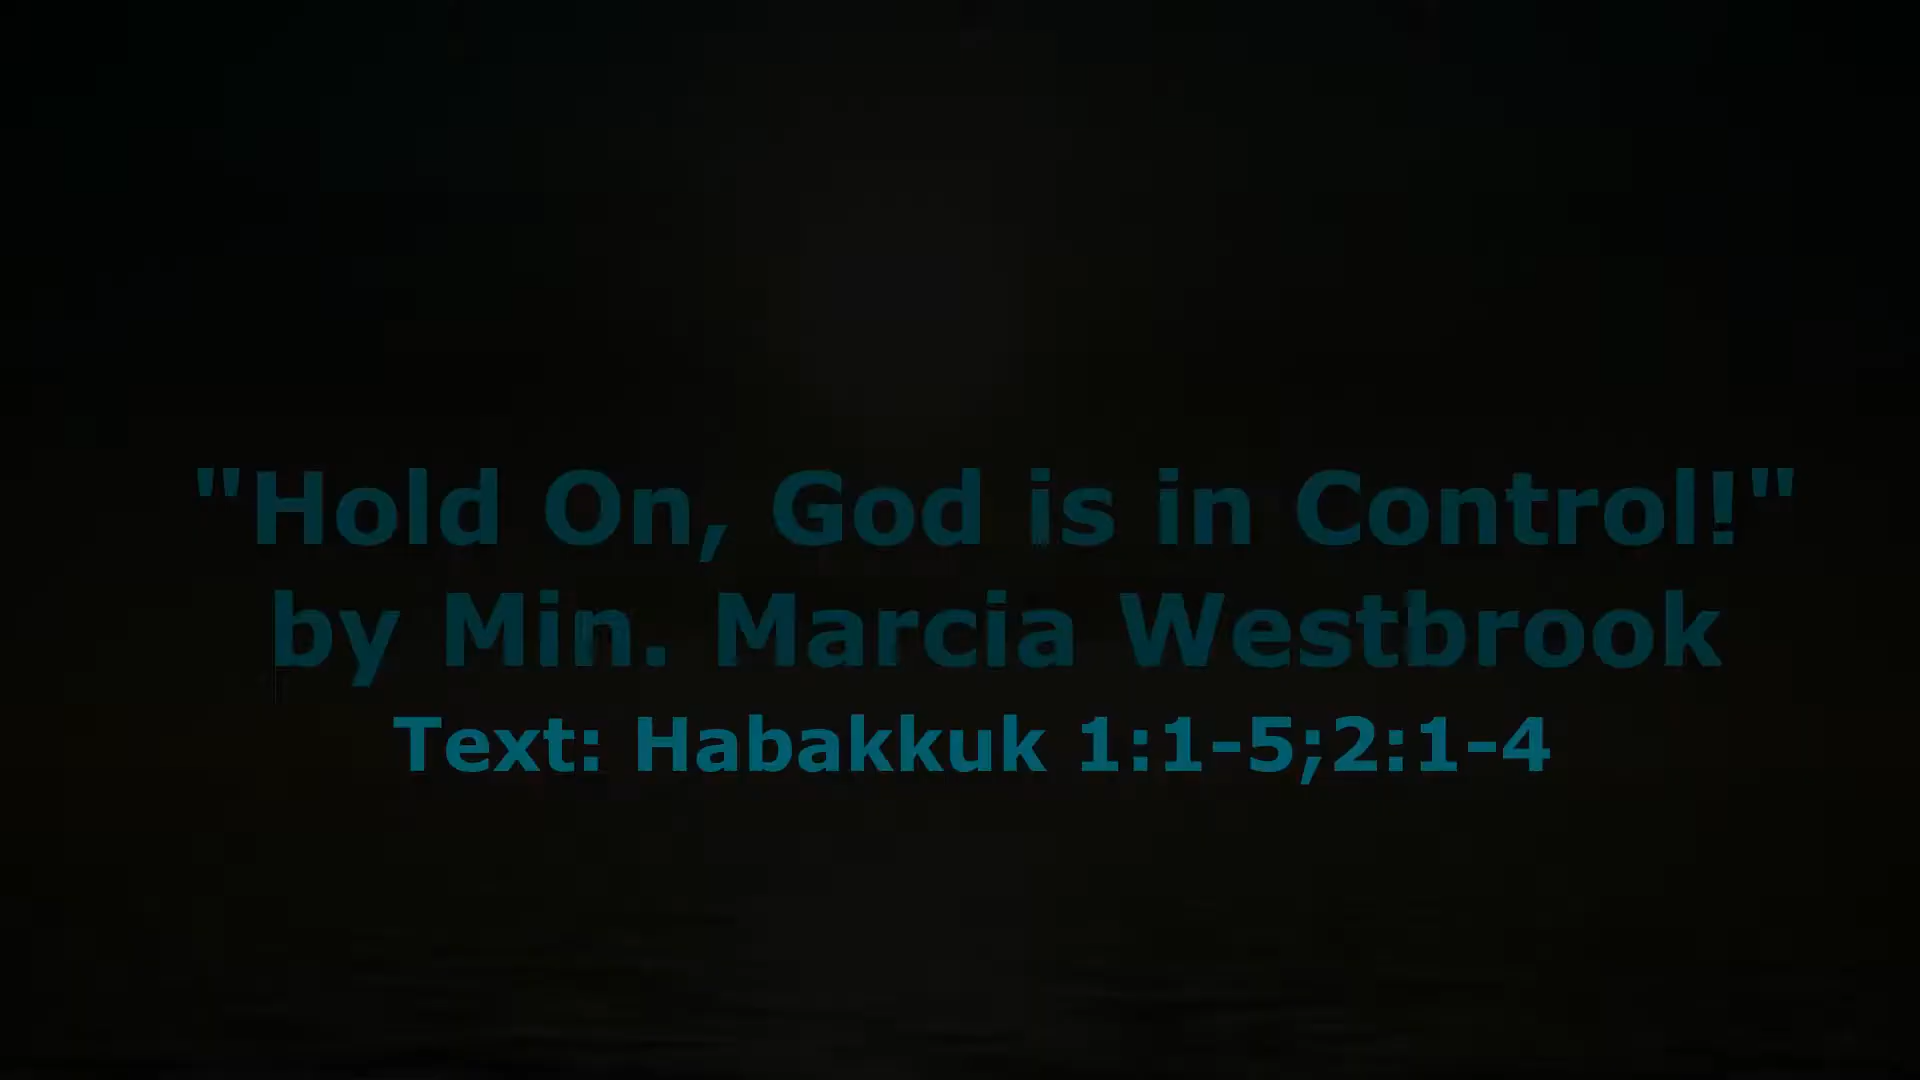 "Hold On, God is in Control!"
by Min. Marcia Westbrook
Text: Habakkuk 1:1-5;2:1-4